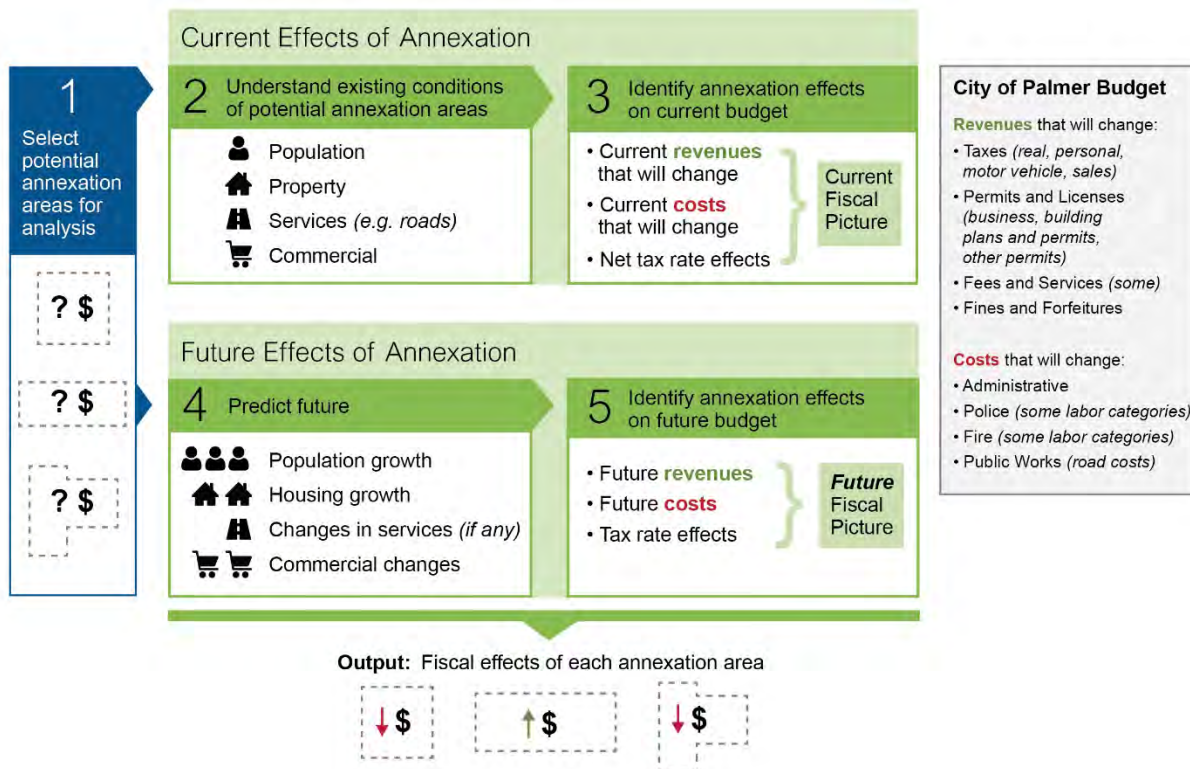 1
Select
potential
annexation
areas for
analysis
? $
? $
? $
Current Effects of Annexation
2 Understand existing conditions
of potential annexation areas
Population
Property
Services (e.g. roads)
Commercial
3 Identify annexation effects
on current budget
• Current revenues
that will change
• Current costs
that will change
• Net tax rate effects
Current
Fiscal
Picture
Future Effects of Annexation
4 Predict future
Population growth
Housing growth
Changes in services (if any)
Commercial changes
5 Identify annexation effects
on future budget
• Future revenues
• Future costs
• Tax rate effects
Future
Fiscal
Picture
City of Palmer Budget
Revenues that will change:
• Taxes (real, personal,
motor vehicle, sales)
• Permits and Licenses
(business, building
plans and permits,
other permits)
• Fees and Services (some)
• Fines and Forfeitures
Costs that will change:
• Administrative
• Police (some labor categories)
• Fire (some labor categories)
• Public Works (road costs)
Output: Fiscal effects of each annexation area
↓ $
↑ $
↓ $